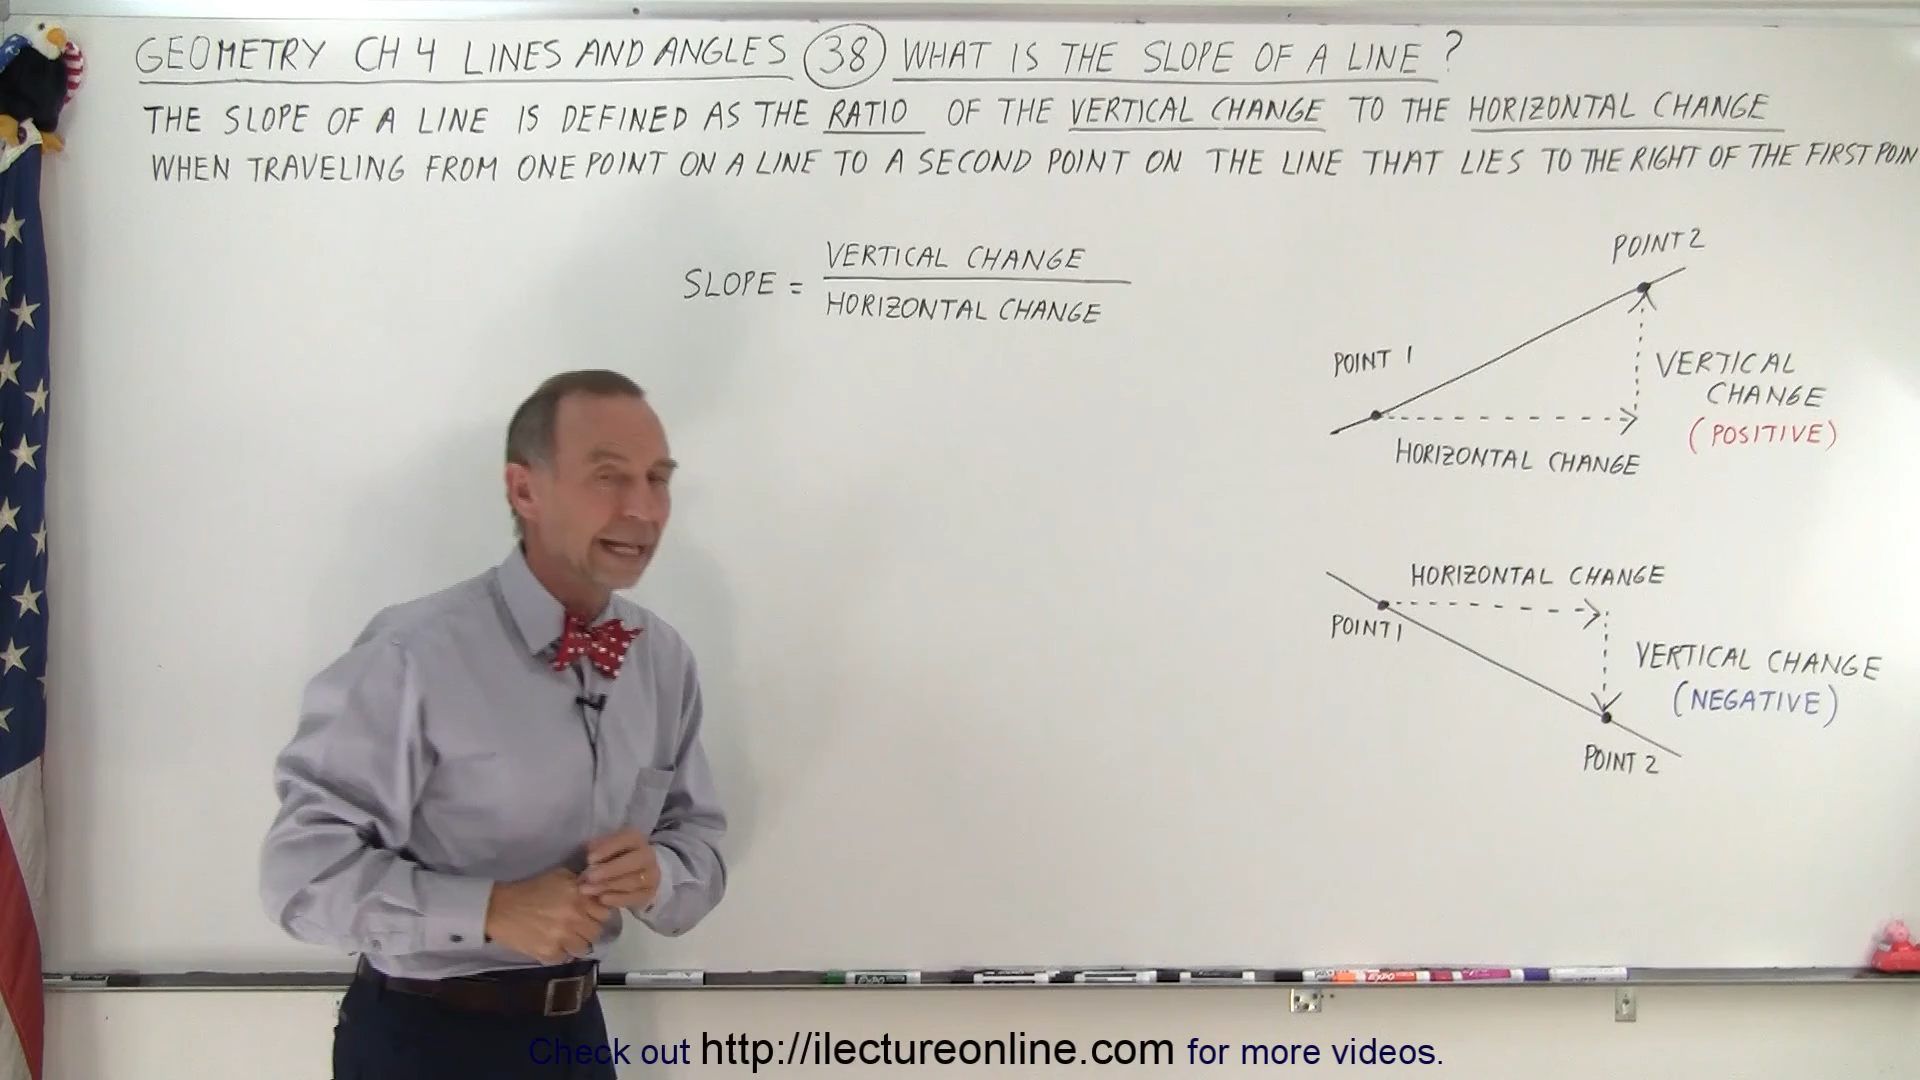 GEOMETRY CH 4 LINES AND ANGLES 38 WHAT IS THE SLOPE OF A LINE ?
THE SLOPE OF A LINE IS DEFINED AS THE RATIO OF THE VERTICAL CHANGE TO THE HORIZONTAL CHANGE
WHEN TRAVELING FROM ONE POINT ON A LINE TO A SECOND POINT ON THE LINE THAT LIES TO THE RIGHT OF THE FIRST POIN
SLOPE = VERTICAL CHANGE
HORIZONTAL CHANGE
POINT 2
POINT 1
VERTICAL
CHANGE
(POSITIVE)
HORIZONTAL CHANGE
HORIZONTAL CHANGE
POINT 1
VERTICAL CHANGE
(NEGATIVE)
POINT 2
EXPO
Check out http://ilectureonline.com for more videos.